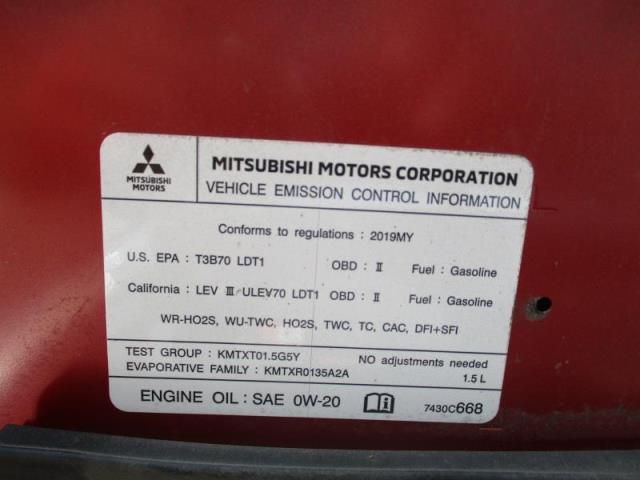 MITSUBISHI
MOTORS
MITSUBISHI MOTORS CORPORATION
VEHICLE EMISSION CONTROL INFORMATION
Conforms to regulations : 2019MY
U.S. EPA : T3B70 LDT1 OBD : II Fuel : Gasoline
California : LEV III ULEV70 LDT1 OBD : II Fuel : Gasoline
WR-HO2S, WU-TWC, HO2S, TWC, TC, CAC, DFI+SFI
TEST GROUP : KMTXT01.5G5Y No adjustments needed
EVAPORATIVE FAMILY : KMTXR0135A2A 1.5 L
ENGINE OIL : SAE 0W-20 7430C668